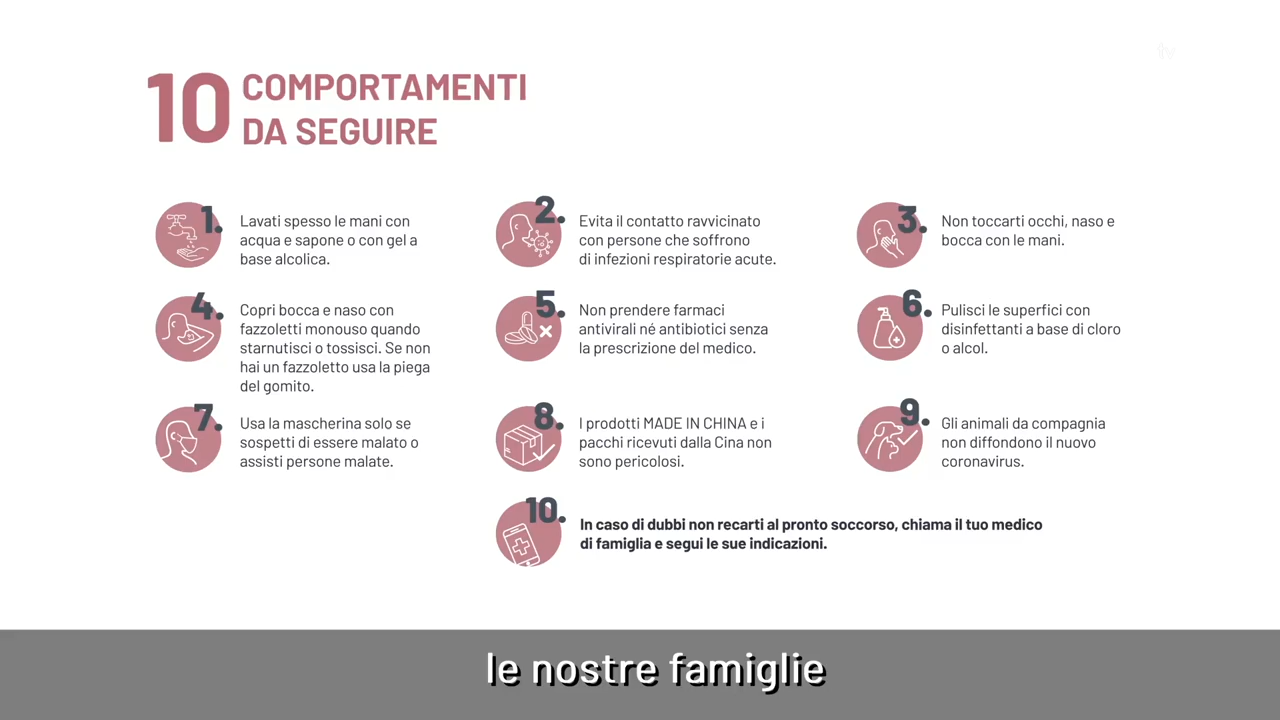 10 COMPORTAMENTI
DA SEGUIRE
1.
Lavati spesso le mani con
acqua e sapone o con gel a
base alcolica.
2.
Evita il contatto ravvicinato
con persone che soffrono
di infezioni respiratorie acute.
3.
Non toccarti occhi, naso e
bocca con le mani.
4.
Copri bocca e naso con
fazzoletti monouso quando
starnutisci o tossisci. Se non
hai un fazzoletto usa la piega
del gomito.
5.
Non prendere farmaci
antivirali né antibiotici senza
la prescrizione del medico.
6.
Pulisci le superfici con
disinfettanti a base di cloro
o alcol.
7.
Usa la mascherina solo se
sospetti di essere malato o
assisti persone malate.
8.
I prodotti MADE IN CHINA e i
pacchi ricevuti dalla Cina non
sono pericolosi.
9.
Gli animali da compagnia
non diffondono il nuovo
coronavirus.
10.
In caso di dubbi non recarti al pronto soccorso, chiama il tuo medico
di famiglia e segui le sue indicazioni.
le nostre famiglie